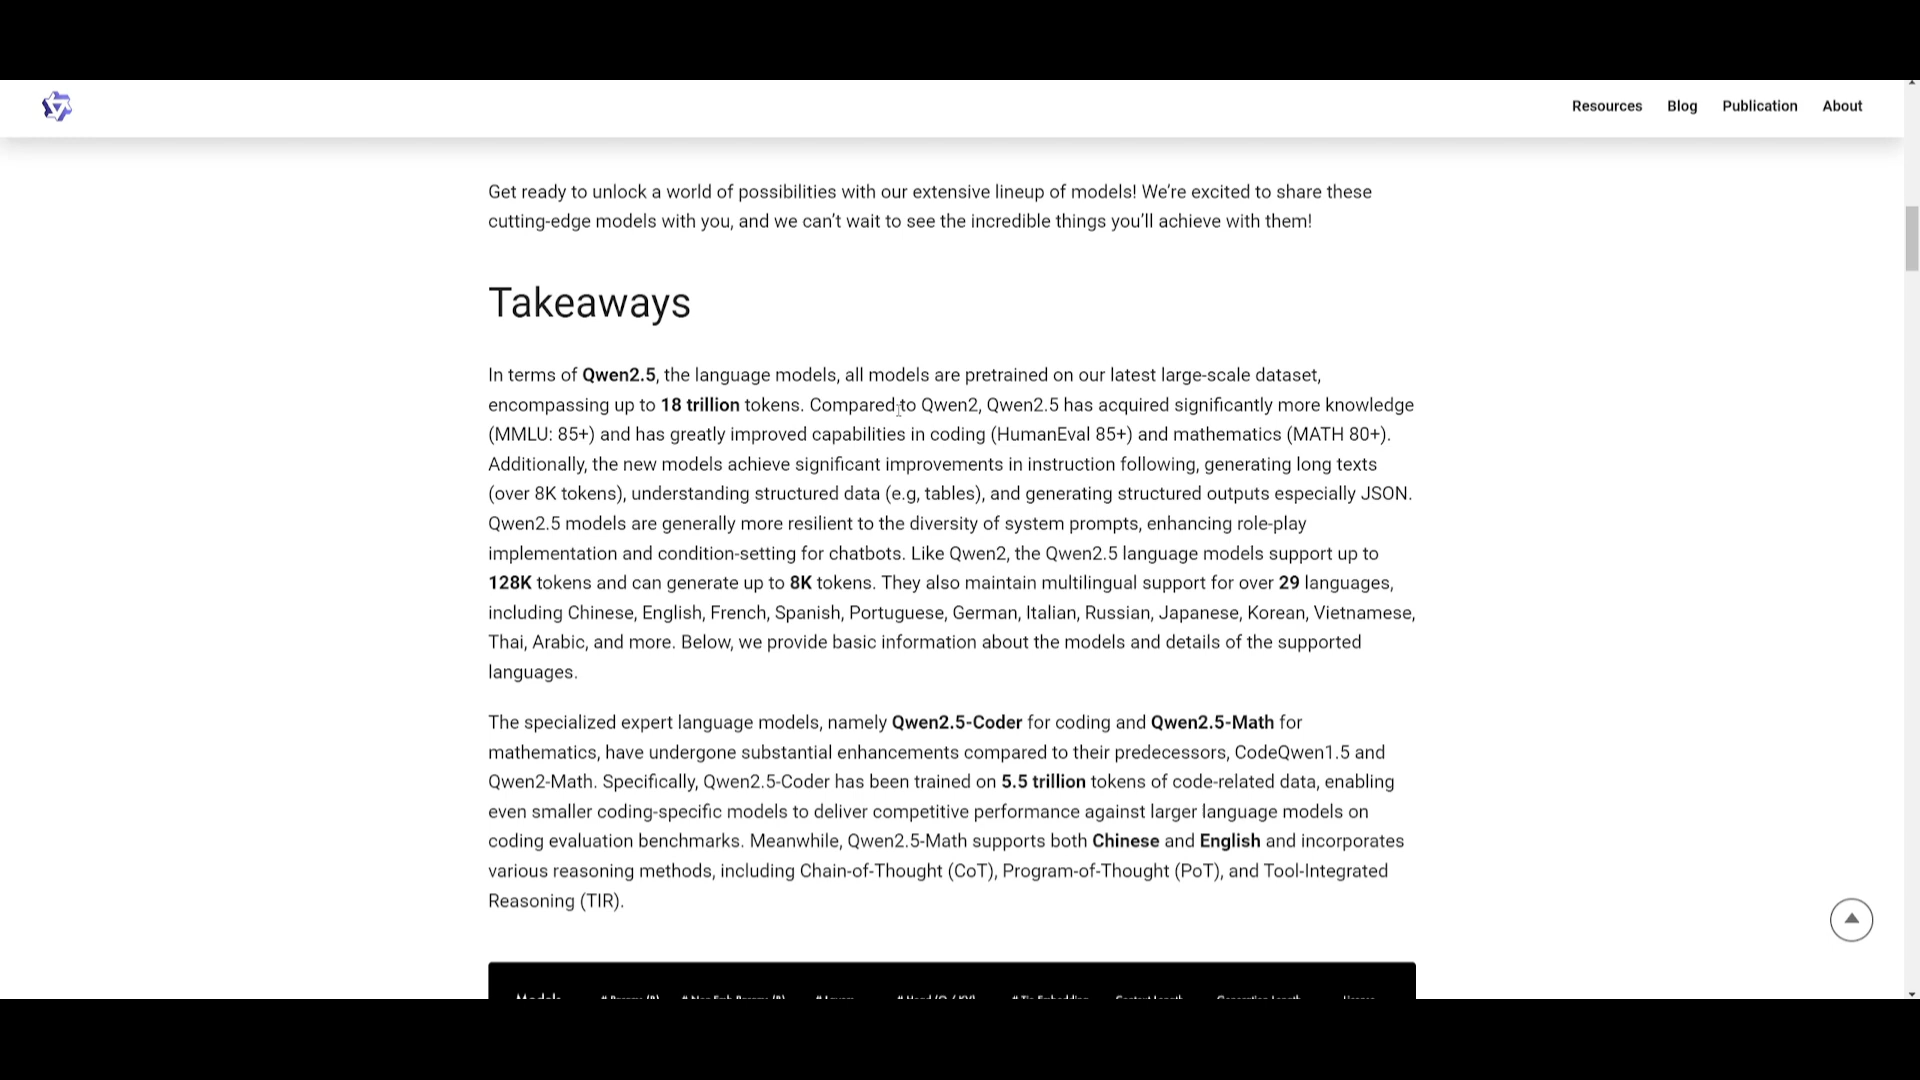 Resources Blog Publication About
Get ready to unlock a world of possibilities with our extensive lineup of models! We’re excited to share these
cutting-edge models with you, and we can’t wait to see the incredible things you’ll achieve with them!
Takeaways
In terms of Qwen2.5, the language models, all models are pretrained on our latest large-scale dataset,
encompassing up to 18 trillion tokens. Compared to Qwen2, Qwen2.5 has acquired significantly more knowledge
(MMLU: 85+) and has greatly improved capabilities in coding (HumanEval 85+) and mathematics (MATH 80+).
Additionally, the new models achieve significant improvements in instruction following, generating long texts
(over 8K tokens), understanding structured data (e.g, tables), and generating structured outputs especially JSON.
Qwen2.5 models are generally more resilient to the diversity of system prompts, enhancing role-play
implementation and condition-setting for chatbots. Like Qwen2, the Qwen2.5 language models support up to
128K tokens and can generate up to 8K tokens. They also maintain multilingual support for over 29 languages,
including Chinese, English, French, Spanish, Portuguese, German, Italian, Russian, Japanese, Korean, Vietnamese,
Thai, Arabic, and more. Below, we provide basic information about the models and details of the supported
languages.
The specialized expert language models, namely Qwen2.5-Coder for coding and Qwen2.5-Math for
mathematics, have undergone substantial enhancements compared to their predecessors, CodeQwen1.5 and
Qwen2-Math. Specifically, Qwen2.5-Coder has been trained on 5.5 trillion tokens of code-related data, enabling
even smaller coding-specific models to deliver competitive performance against larger language models on
coding evaluation benchmarks. Meanwhile, Qwen2.5-Math supports both Chinese and English and incorporates
various reasoning methods, including Chain-of-Thought (CoT), Program-of-Thought (PoT), and Tool-Integrated
Reasoning (TIR).